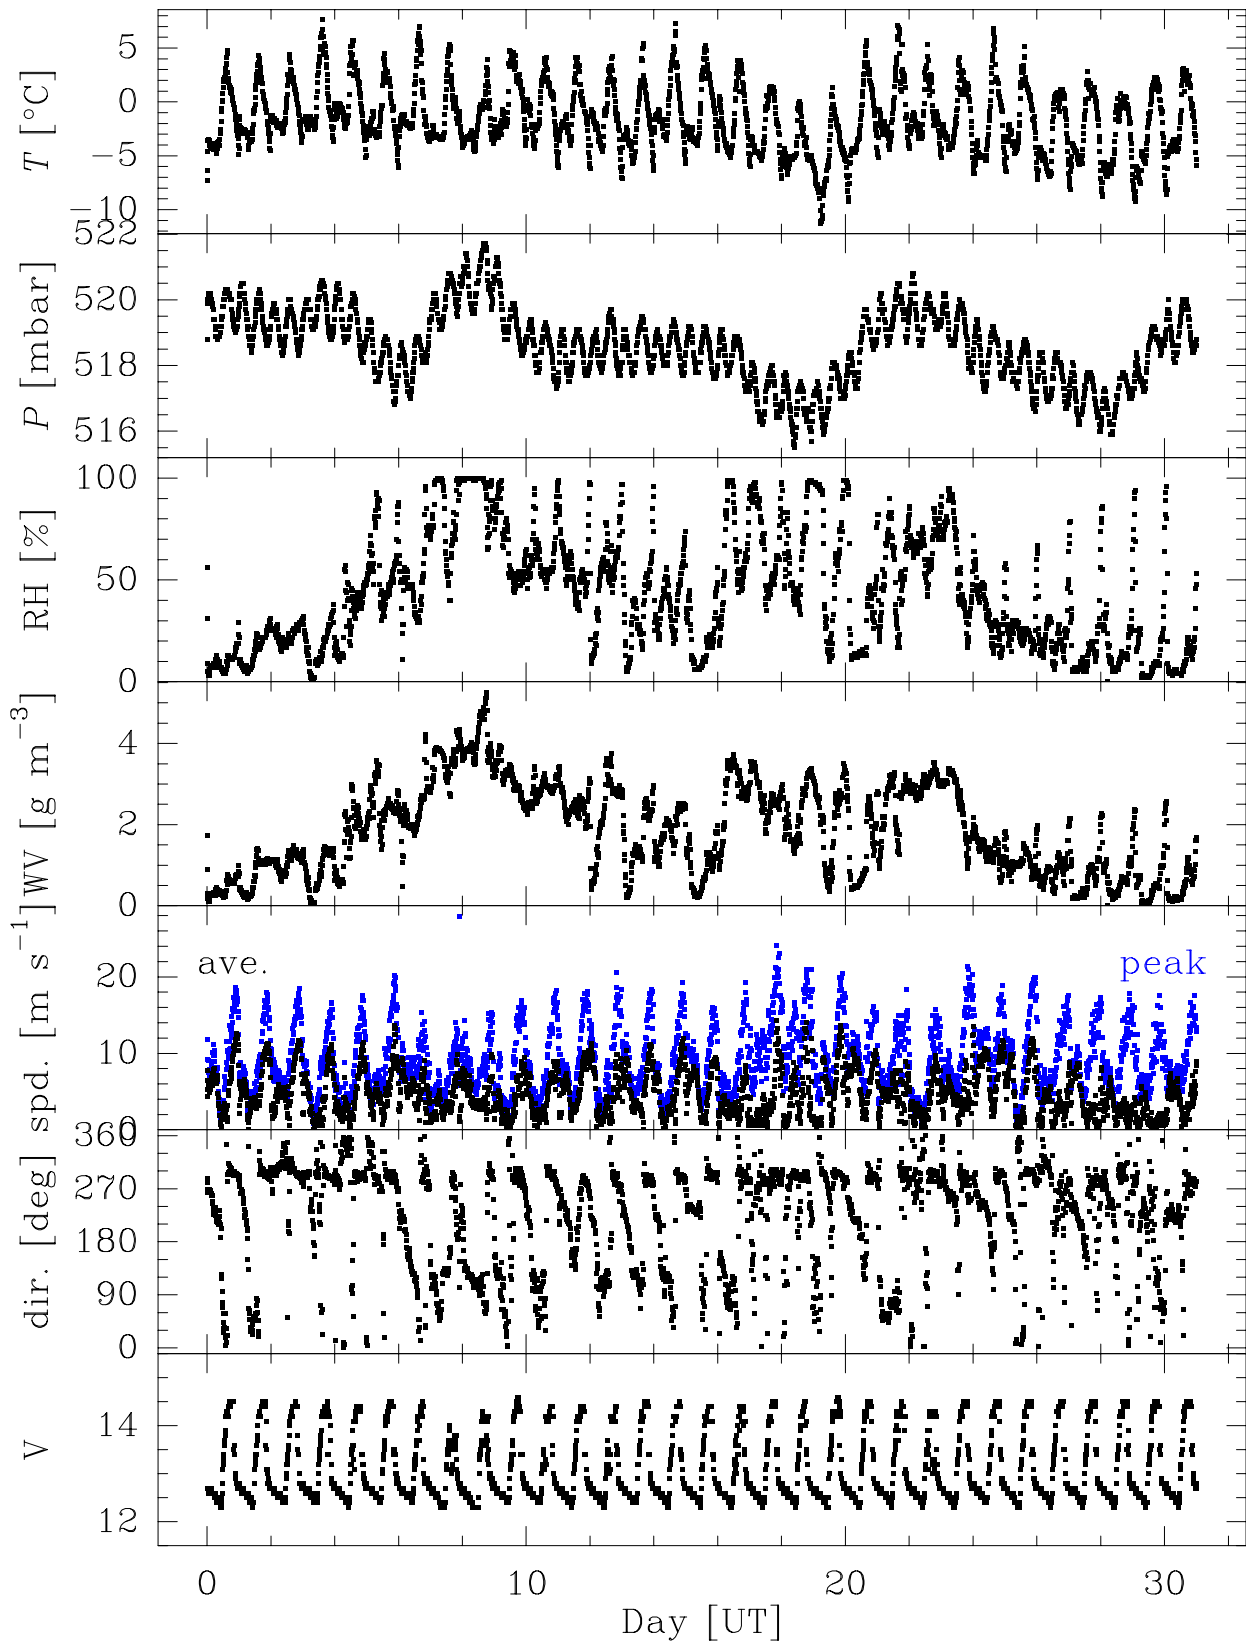 T [°C]
5
0
−5
−10
P [mbar]
522
520
518
516
RH [%]
100
50
0
WV [g m−3]
4
2
0
spd. [m s−1]
ave.
peak
20
10
0
dir. [deg]
360
270
180
90
0
V
14
12
0 10 20 30
Day [UT]